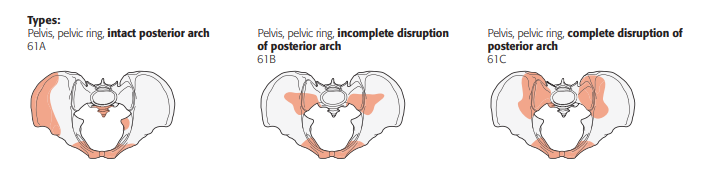 Types:
Pelvis, pelvic ring, intact posterior arch
61A
Pelvis, pelvic ring, incomplete disruption
of posterior arch
61B
Pelvis, pelvic ring, complete disruption of
posterior arch
61C